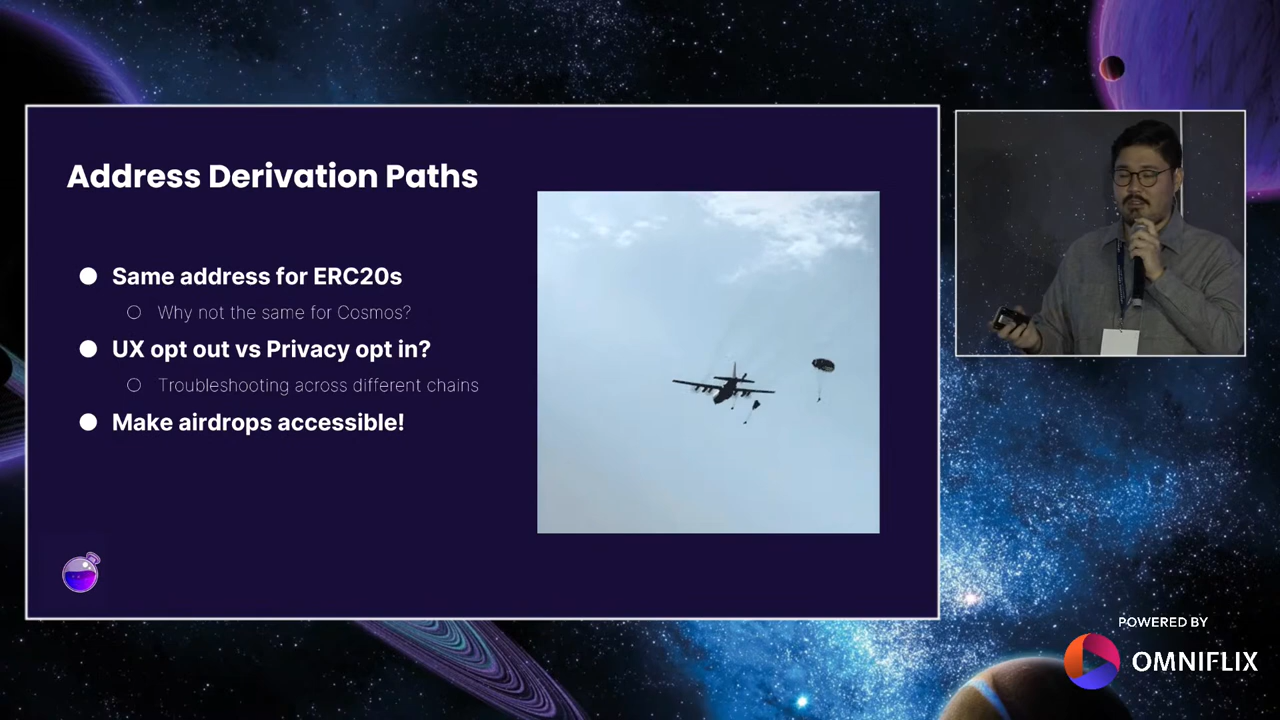 Address Derivation Paths
Same address for ERC20s
Why not the same for Cosmos?
UX opt out vs Privacy opt in?
Troubleshooting across different chains
Make airdrops accessible!
POWERED BY
OMNIFLIX